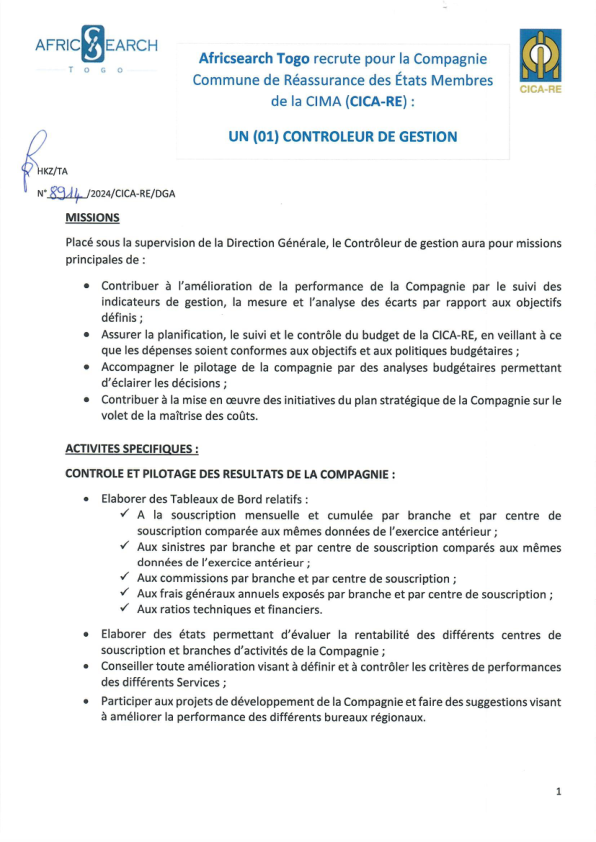 AFRICSEARCH
TOGO
Africsearch Togo recrute pour la Compagnie
Commune de Réassurance des États Membres
de la CIMA (CICA-RE) :
UN (01) CONTROLEUR DE GESTION
CICA-RE
HKZ/TA
N° 8914 /2024/CICA-RE/DGA
MISSIONS
Placé sous la supervision de la Direction Générale, le Contrôleur de gestion aura pour missions
principales de :
• Contribuer à l'amélioration de la performance de la Compagnie par le suivi des
indicateurs de gestion, la mesure et l'analyse des écarts par rapport aux objectifs
définis ;
• Assurer la planification, le suivi et le contrôle du budget de la CICA-RE, en veillant à ce
que les dépenses soient conformes aux objectifs et aux politiques budgétaires ;
• Accompagner le pilotage de la compagnie par des analyses budgétaires permettant
d'éclairer les décisions ;
• Contribuer à la mise en œuvre des initiatives du plan stratégique de la Compagnie sur le
volet de la maîtrise des coûts.
ACTIVITES SPECIFIQUES :
CONTROLE ET PILOTAGE DES RESULTATS DE LA COMPAGNIE :
• Elaborer des Tableaux de Bord relatifs :
✓ A la souscription mensuelle et cumulée par branche et par centre de
souscription comparée aux mêmes données de l'exercice antérieur ;
✓ Aux sinistres par branche et par centre de souscription comparés aux mêmes
données de l'exercice antérieur ;
✓ Aux commissions par branche et par centre de souscription ;
✓ Aux frais généraux annuels exposés par branche et par centre de souscription ;
✓ Aux ratios techniques et financiers.
• Elaborer des états permettant d'évaluer la rentabilité des différents centres de
souscription et branches d'activités de la Compagnie ;
• Conseiller toute amélioration visant à définir et à contrôler les critères de performances
des différents Services ;
• Participer aux projets de développement de la Compagnie et faire des suggestions visant
à améliorer la performance des différents bureaux régionaux.
1